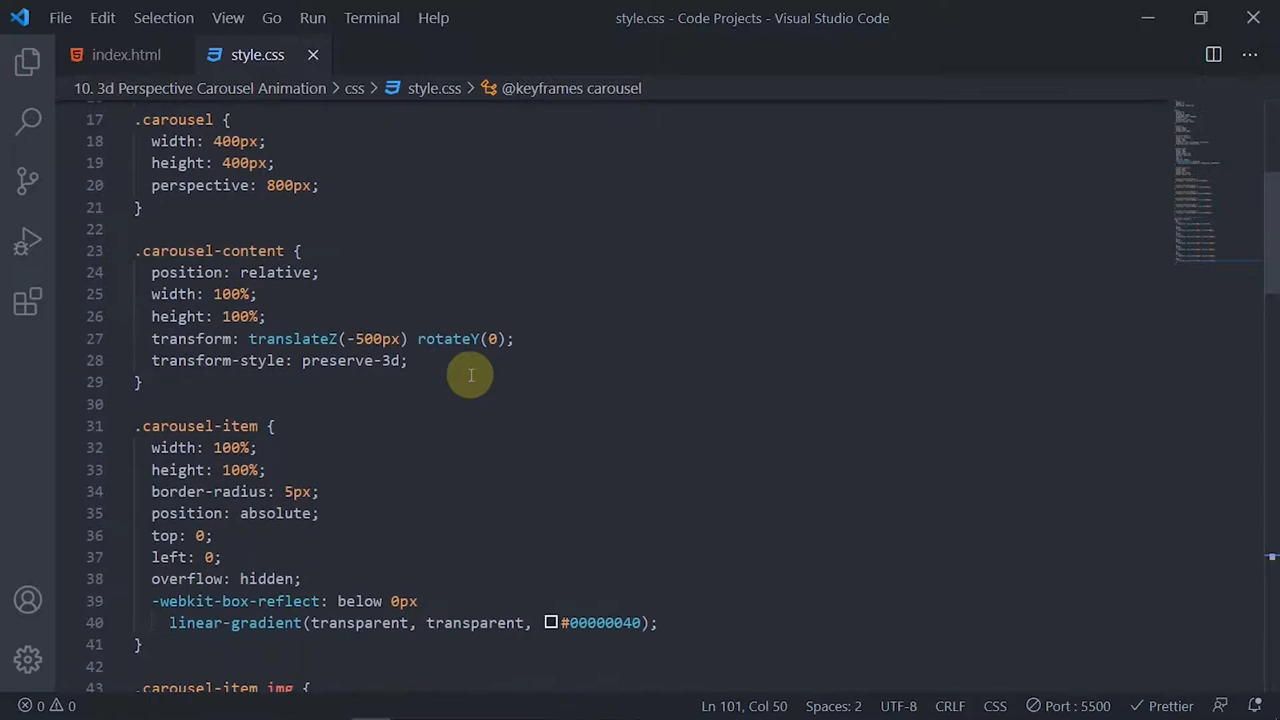 File Edit Selection View Go Run Terminal Help style.css - Code Projects - Visual Studio Code
index.html style.css
10. 3d Perspective Carousel Animation > css > style.css > @keyframes carousel
17 .carousel {
18 width: 400px;
19 height: 400px;
20 perspective: 800px;
21 }
22
23 .carousel-content {
24 position: relative;
25 width: 100%;
26 height: 100%;
27 transform: translateZ(-500px) rotateY(0);
28 transform-style: preserve-3d;
29 }
30
31 .carousel-item {
32 width: 100%;
33 height: 100%;
34 border-radius: 5px;
35 position: absolute;
36 top: 0;
37 left: 0;
38 overflow: hidden;
39 -webkit-box-reflect: below 0px
40 linear-gradient(transparent, transparent, #00000040);
41 }
42
43 .carousel-item img {
0 0 Ln 101, Col 50 Spaces: 2 UTF-8 CRLF CSS Port : 5500 Prettier